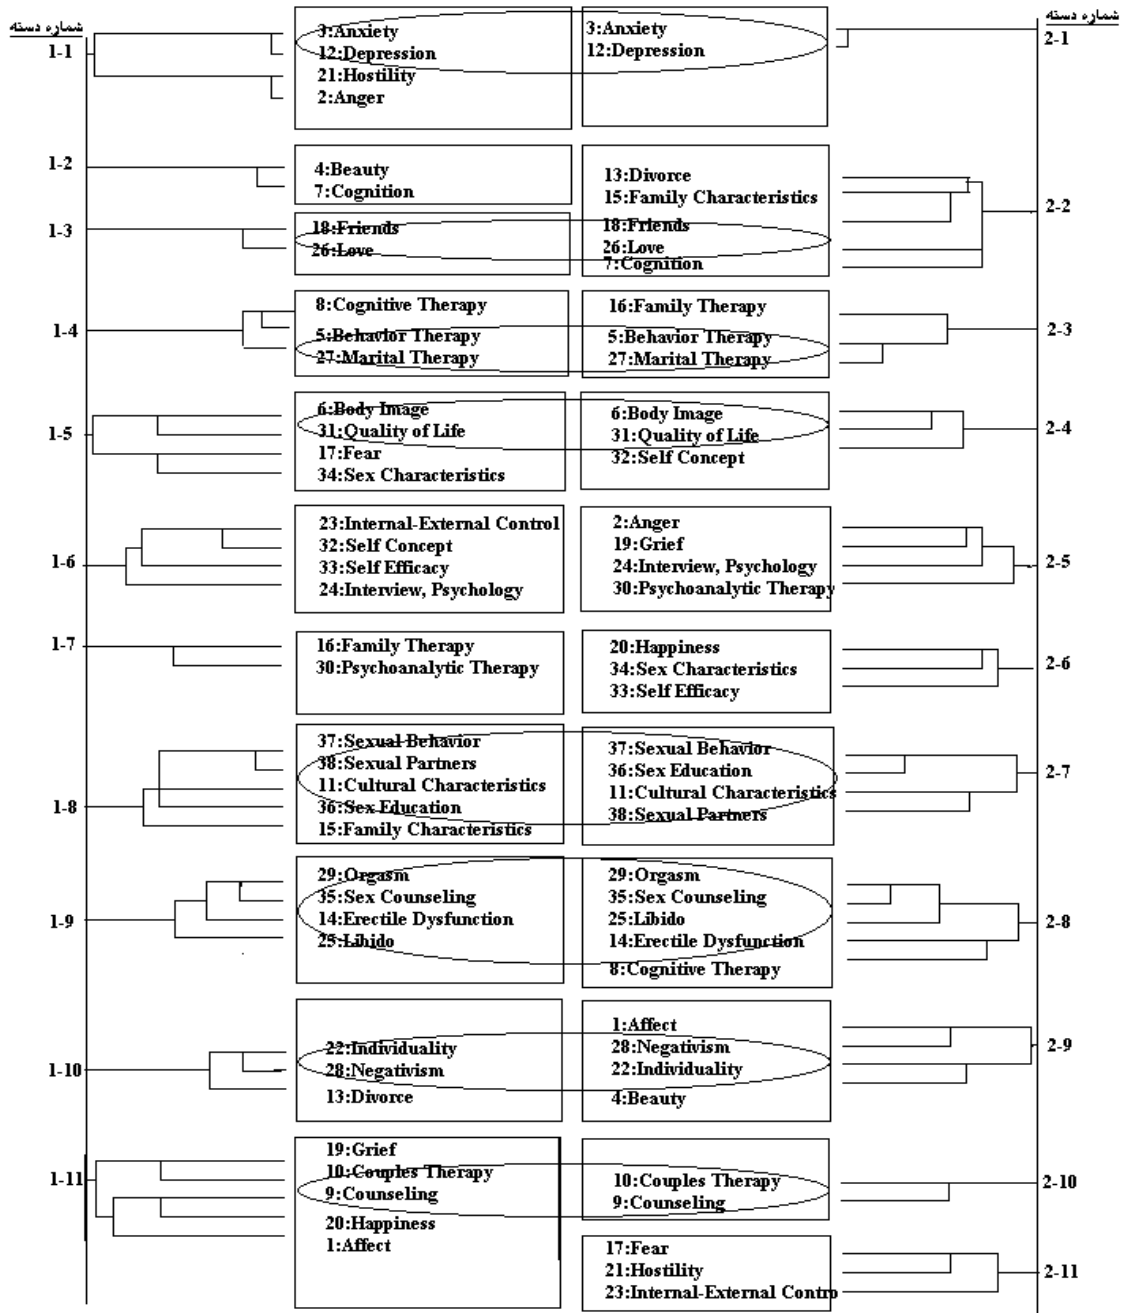 شماره دسته
1-1
3:Anxiety
12:Depression
21:Hostility
2:Anger
1-2
4:Beauty
7:Cognition
1-3
18:Friends
26:Love
1-4
8:Cognitive Therapy
5:Behavior Therapy
27:Marital Therapy
1-5
6:Body Image
31:Quality of Life
17:Fear
34:Sex Characteristics
1-6
23:Internal-External Control
32:Self Concept
33:Self Efficacy
24:Interview, Psychology
1-7
16:Family Therapy
30:Psychoanalytic Therapy
1-8
37:Sexual Behavior
38:Sexual Partners
11:Cultural Characteristics
36:Sex Education
15:Family Characteristics
1-9
29:Orgasm
35:Sex Counseling
14:Erectile Dysfunction
25:Libido
1-10
22:Individuality
28:Negativism
13:Divorce
1-11
19:Grief
10:Couples Therapy
9:Counseling
20:Happiness
1:Affect
شماره دسته
2-1
3:Anxiety
12:Depression
2-2
13:Divorce
15:Family Characteristics
18:Friends
26:Love
7:Cognition
2-3
16:Family Therapy
5:Behavior Therapy
27:Marital Therapy
2-4
6:Body Image
31:Quality of Life
32:Self Concept
2-5
2:Anger
19:Grief
24:Interview, Psychology
30:Psychoanalytic Therapy
2-6
20:Happiness
34:Sex Characteristics
33:Self Efficacy
2-7
37:Sexual Behavior
36:Sex Education
11:Cultural Characteristics
38:Sexual Partners
2-8
29:Orgasm
35:Sex Counseling
25:Libido
14:Erectile Dysfunction
8:Cognitive Therapy
2-9
1:Affect
28:Negativism
22:Individuality
4:Beauty
2-10
10:Couples Therapy
9:Counseling
2-11
17:Fear
21:Hostility
23:Internal-External Contro